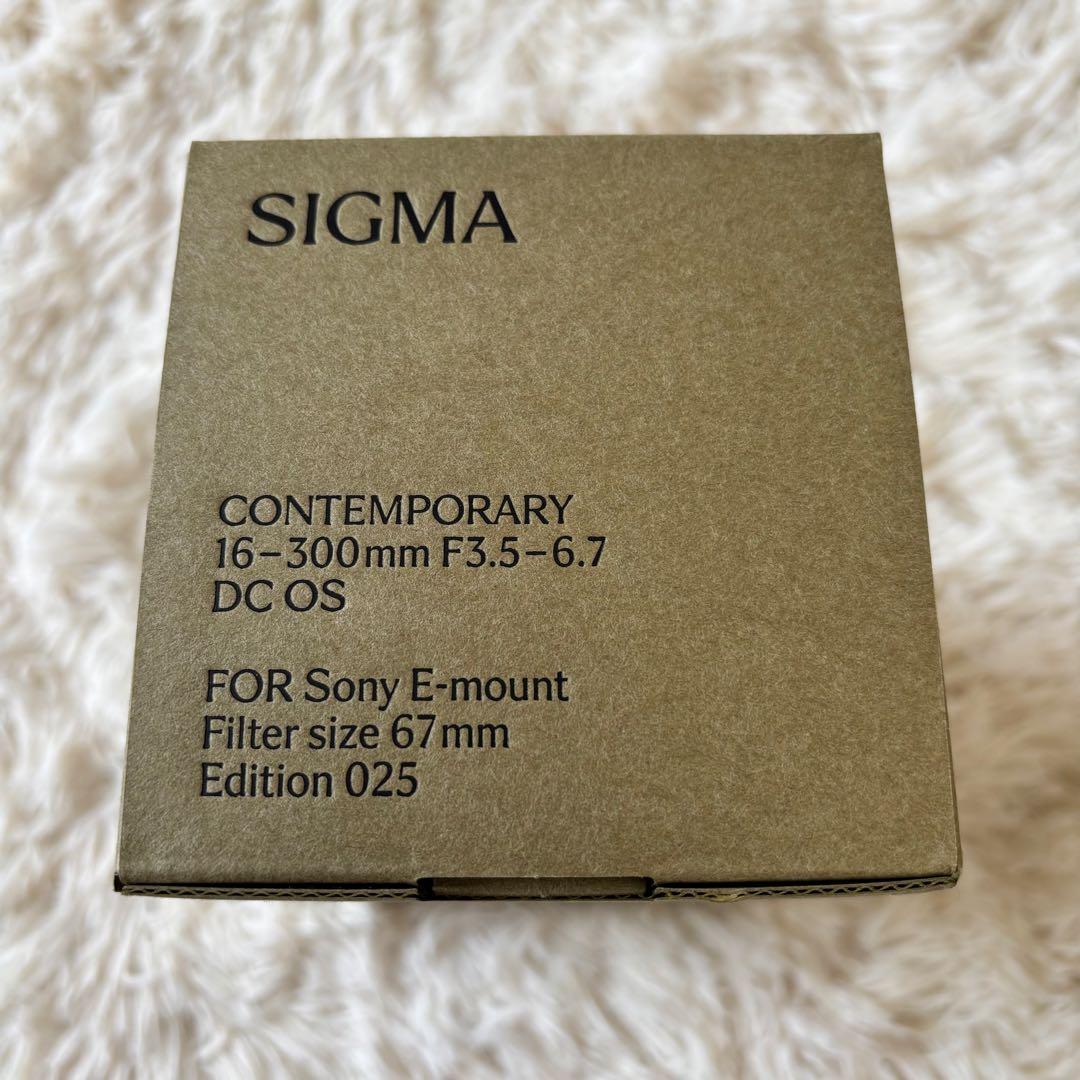 SIGMA
CONTEMPORARY
16–300mm F3.5–6.7
DC OS
FOR Sony E-mount
Filter size 67mm
Edition 025